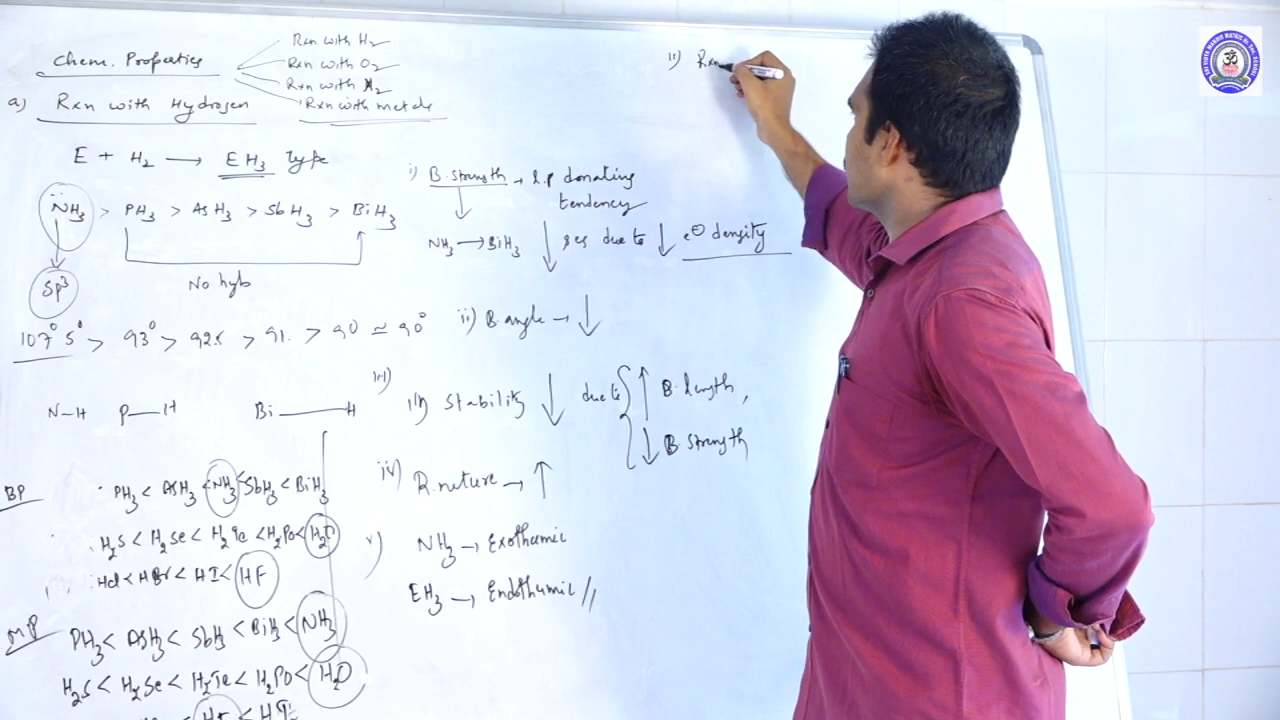 Chem. Properties
Rxn with H2
Rxn with O2
Rxn with X2
Rxn with metals
a) Rxn with Hydrogen
E + H2 → EH3 type
NH3 > PH3 > AsH3 > SbH3 > BiH3
Sp3
No hyb
107° 5° > 93° > 92.5 > 91. > 90 ≃ 90°
N-H P—H Bi——H
BP
PH3 < AsH3 < NH3 < SbH3 < BiH3
H2S < H2Se < H2Te < H2Po < H2O
HCl < HBr < HI < HF
MP
PH3 < AsH3 < SbH3 < BiH3 < NH3
H2S < H2Se < H2Te < H2Po < H2O
i) B. strength → l.p donating
tendency
NH3 → BiH3 ↓ ses due to ↓ e⊖ density
ii) B. angle → ↓
iii)
Stability ↓ due to ↑ B. length,
↓ B. strength
iv) R. nature → ↑
v) NH3 → Exothermic
EH3 → Endothermic //
ii) Rxn